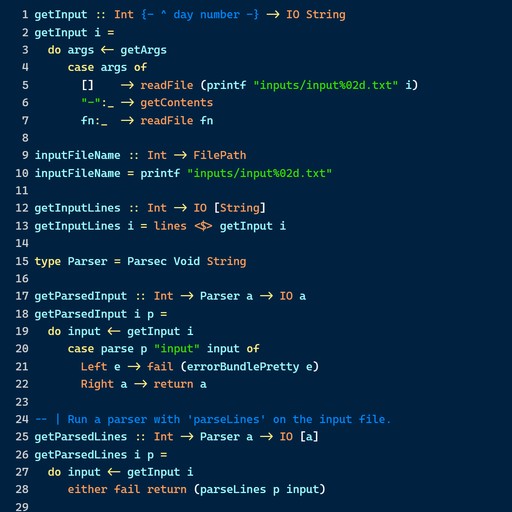 1 getInput :: Int {- ^ day number -} -> IO String
2 getInput i =
3   do args <- getArgs
4      case args of
5        []    -> readFile (printf "inputs/input%02d.txt" i)
6        "-":_ -> getContents
7        fn:_  -> readFile fn
8
9 inputFileName :: Int -> FilePath
10 inputFileName = printf "inputs/input%02d.txt"
11
12 getInputLines :: Int -> IO [String]
13 getInputLines i = lines <$> getInput i
14
15 type Parser = Parsec Void String
16
17 getParsedInput :: Int -> Parser a -> IO a
18 getParsedInput i p =
19   do input <- getInput i
20      case parse p "input" input of
21        Left e -> fail (errorBundlePretty e)
22        Right a -> return a
23
24 -- | Run a parser with 'parseLines' on the input file.
25 getParsedLines :: Int -> Parser a -> IO [a]
26 getParsedLines i p =
27   do input <- getInput i
28      either fail return (parseLines p input)
29